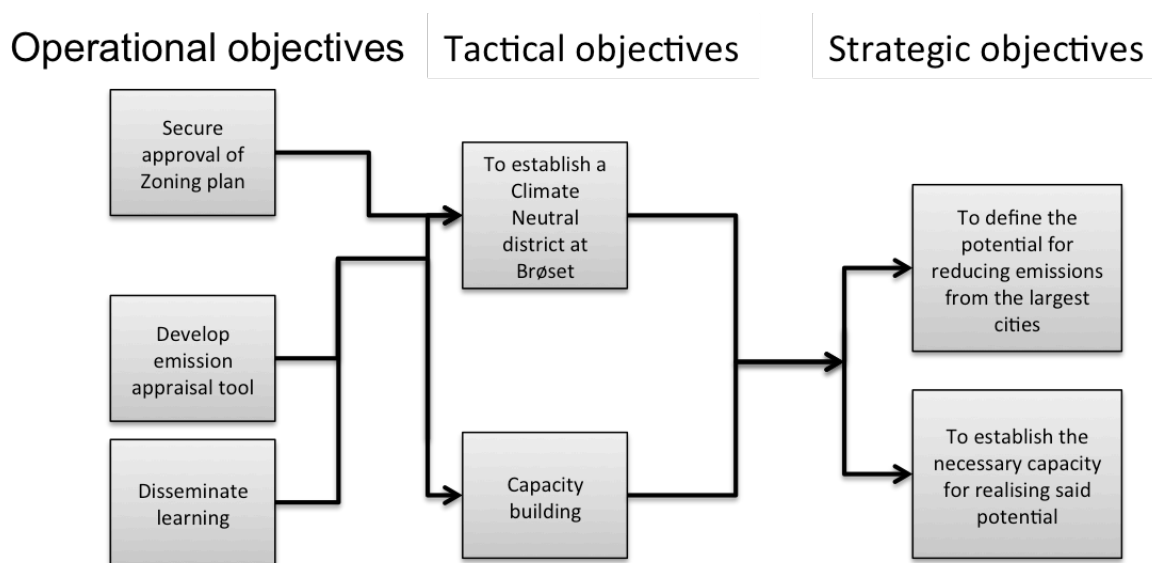 Operational objectives
Tactical objectives
Strategic objectives
Secure
approval of
Zoning plan
Develop
emission
appraisal tool
Disseminate
learning
To establish a
Climate
Neutral
district at
Brøset
Capacity
building
To define the
potential for
reducing emissions
from the largest
cities
To establish the
necessary capacity
for realising said
potential